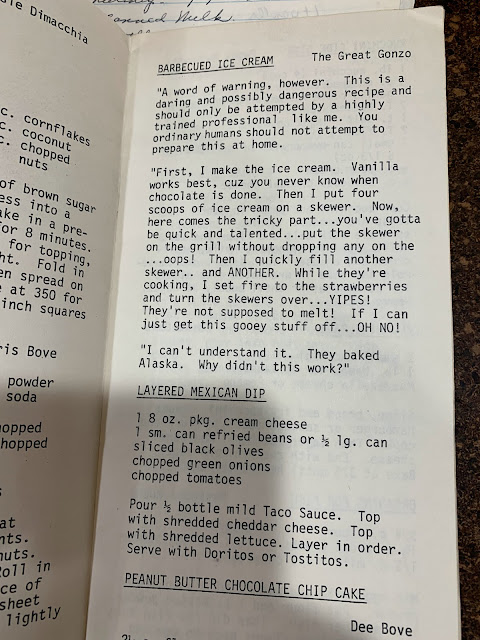 le Dimacchia
c. cornflakes
c. coconut
c. chopped
nuts
of brown sugar
ess into a
ake in a pre-
for 8 minutes.
for topping,
ht. Fold in
en spread on
e at 350 for
inch squares
ris Bove
powder
soda
opped
hopped
s
at
nts.
nuts.
Roll in
ce of
sheet
lightly
Canned Milk
BARBECUED ICE CREAM The Great Gonzo
"A word of warning, however. This is a
daring and possibly dangerous recipe and
should only be attempted by a highly
trained professional like me. You
ordinary humans should not attempt to
prepare this at home.
"First, I make the ice cream. Vanilla
works best, cuz you never know when
chocolate is done. Then I put four
scoops of ice cream on a skewer. Now,
here comes the tricky part...you've gotta
be quick and talented...put the skewer
on the grill without dropping any on the
...oops! Then I quickly fill another
skewer.. and ANOTHER. While they're
cooking, I set fire to the strawberries
and turn the skewers over...YIPES!
They're not supposed to melt! If I can
just get this gooey stuff off...OH NO!
"I can't understand it. They baked
Alaska. Why didn't this work?"
LAYERED MEXICAN DIP
1 8 oz. pkg. cream cheese
1 sm. can refried beans or ½ lg. can
sliced black olives
chopped green onions
chopped tomatoes
Pour ½ bottle mild Taco Sauce. Top
with shredded cheddar cheese. Top
with shredded lettuce. Layer in order.
Serve with Doritos or Tostitos.
PEANUT BUTTER CHOCOLATE CHIP CAKE
Dee Bove